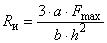 Rи = 3·a·Fmax / b·h²